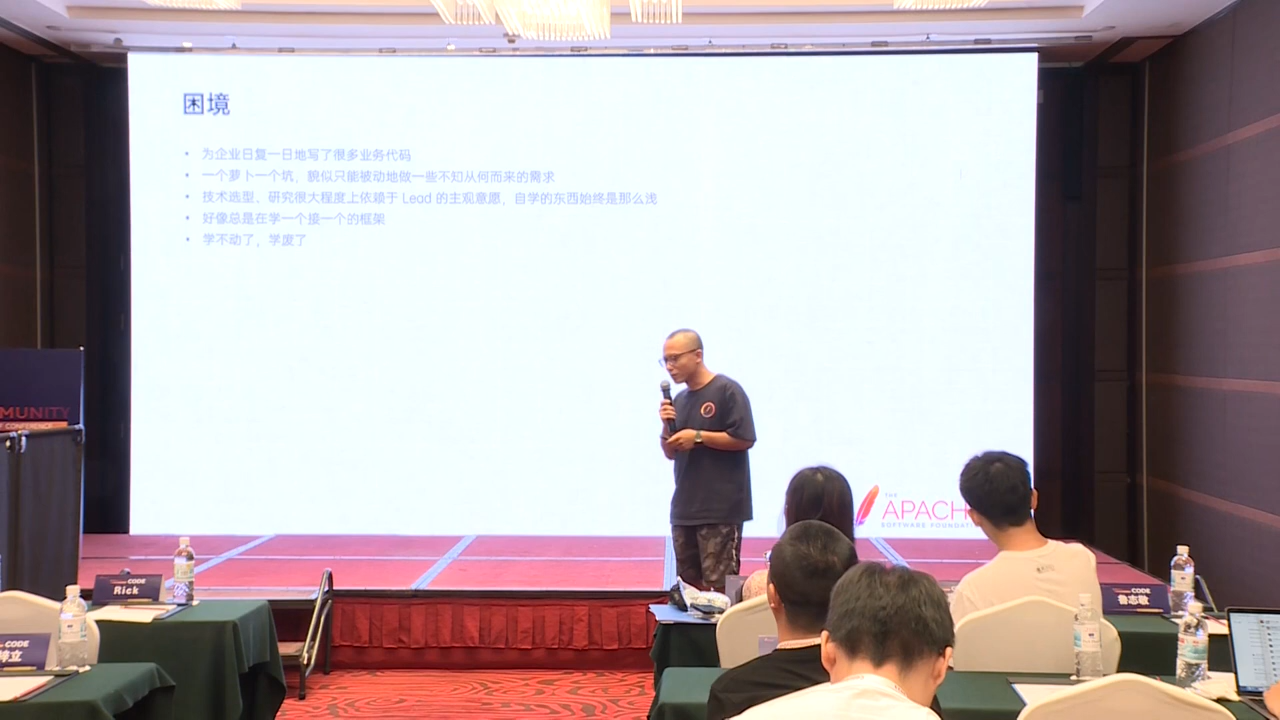 困境
• 为企业日复一日地写了很多业务代码
• 一个萝卜一个坑，貌似只能被动地做一些不知从何而来的需求
• 技术选型、研究很大程度上依赖于 Lead 的主观意愿，自学的东西始终是那么浅
• 好像总是在学一个接一个的框架
• 学不动了，学废了
THE
APACH
SOFTWARE FOUNDATI
MUNITY
CONFERENCE
CODE
Rick
CODE
立
CODE
鲁志敬